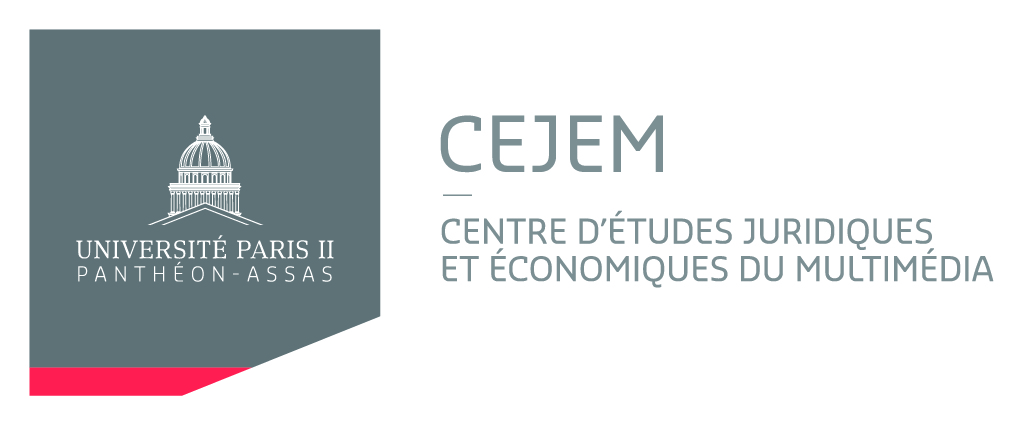 UNIVERSITÉ PARIS II
PANTHÉON-ASSAS
CEJEM
CENTRE D'ÉTUDES JURIDIQUES
ET ÉCONOMIQUES DU MULTIMÉDIA